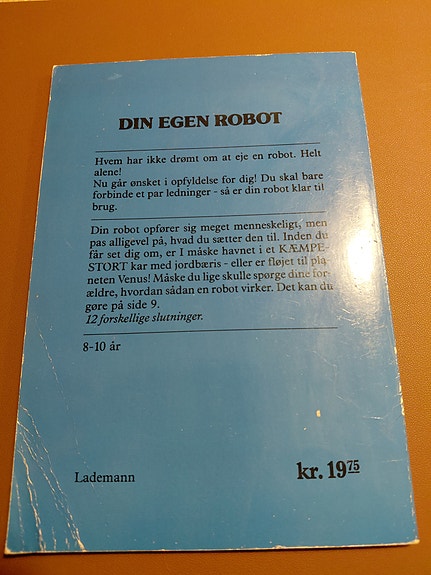 DIN EGEN ROBOT
Hvem har ikke drømt om at eje en robot. Helt
alene!
Nu går ønsket i opfyldelse for dig! Du skal bare
forbinde et par ledninger - så er din robot klar til
brug.
Din robot opfører sig meget menneskeligt, men
pas alligevel på, hvad du sætter den til. Inden du
får set dig om, er I måske havnet i et KÆMPE-
STORT kar med jordbæris - eller er fløjet til pla-
neten Venus! Måske du lige skulle spørge dine for-
ældre, hvordan sådan en robot virker. Det kan du
gøre på side 9.
12 forskellige slutninger.
8-10 år
Lademann
kr. 19 75